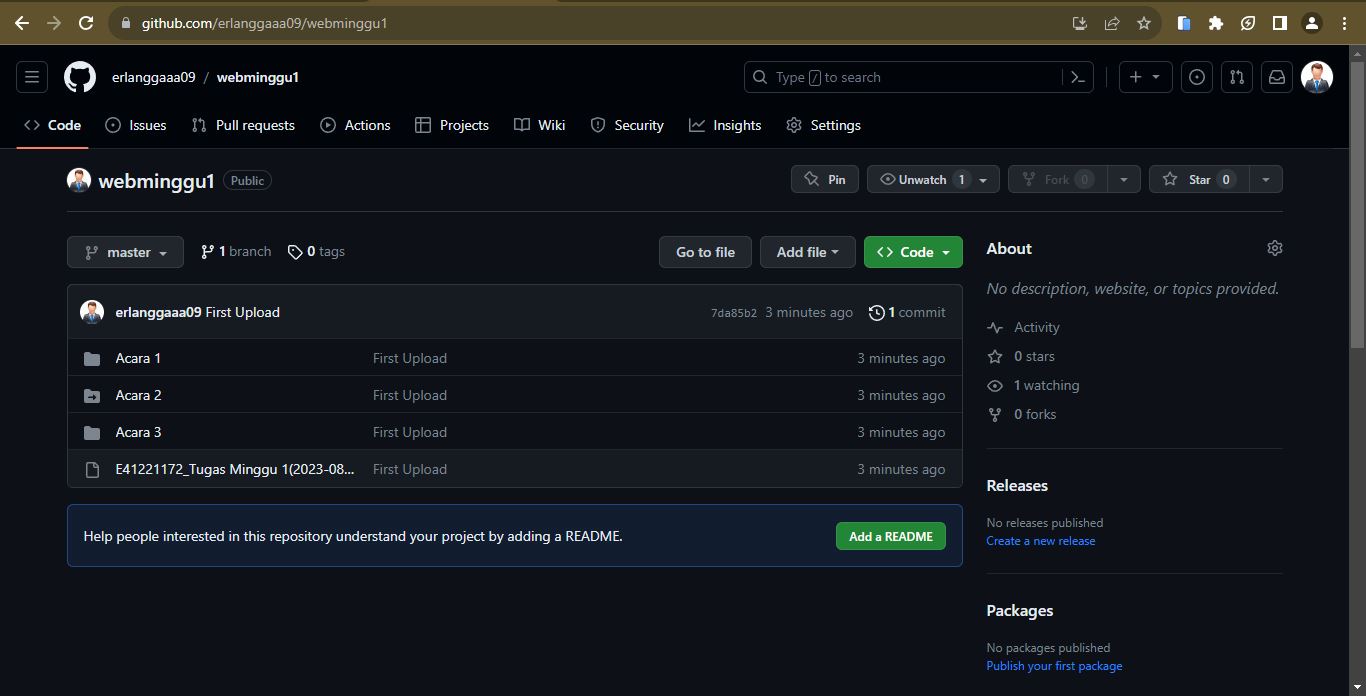 github.com/erlanggaaa09/webminggu1
erlanggaaa09 / webminggu1
Type / to search
Code Issues Pull requests Actions Projects Wiki Security Insights Settings
webminggu1 Public
Pin Unwatch 1 Fork 0 Star 0
master 1 branch 0 tags Go to file Add file <> Code
erlanggaaa09 First Upload 7da85b2 3 minutes ago 1 commit
Acara 1 First Upload 3 minutes ago
Acara 2 First Upload 3 minutes ago
Acara 3 First Upload 3 minutes ago
E41221172_Tugas Minggu 1(2023-08... First Upload 3 minutes ago
Help people interested in this repository understand your project by adding a README. Add a README
About
No description, website, or topics provided.
Activity
0 stars
1 watching
0 forks
Releases
No releases published
Create a new release
Packages
No packages published
Publish your first package